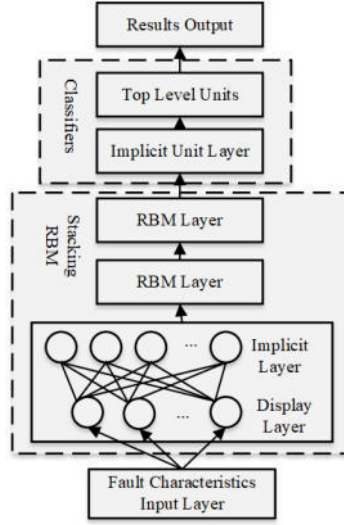 Results Output
Classifiers
Top Level Units
Implicit Unit Layer
Stacking
RBM
RBM Layer
RBM Layer
...
Implicit
Layer
...
Display
Layer
Fault Characteristics
Input Layer